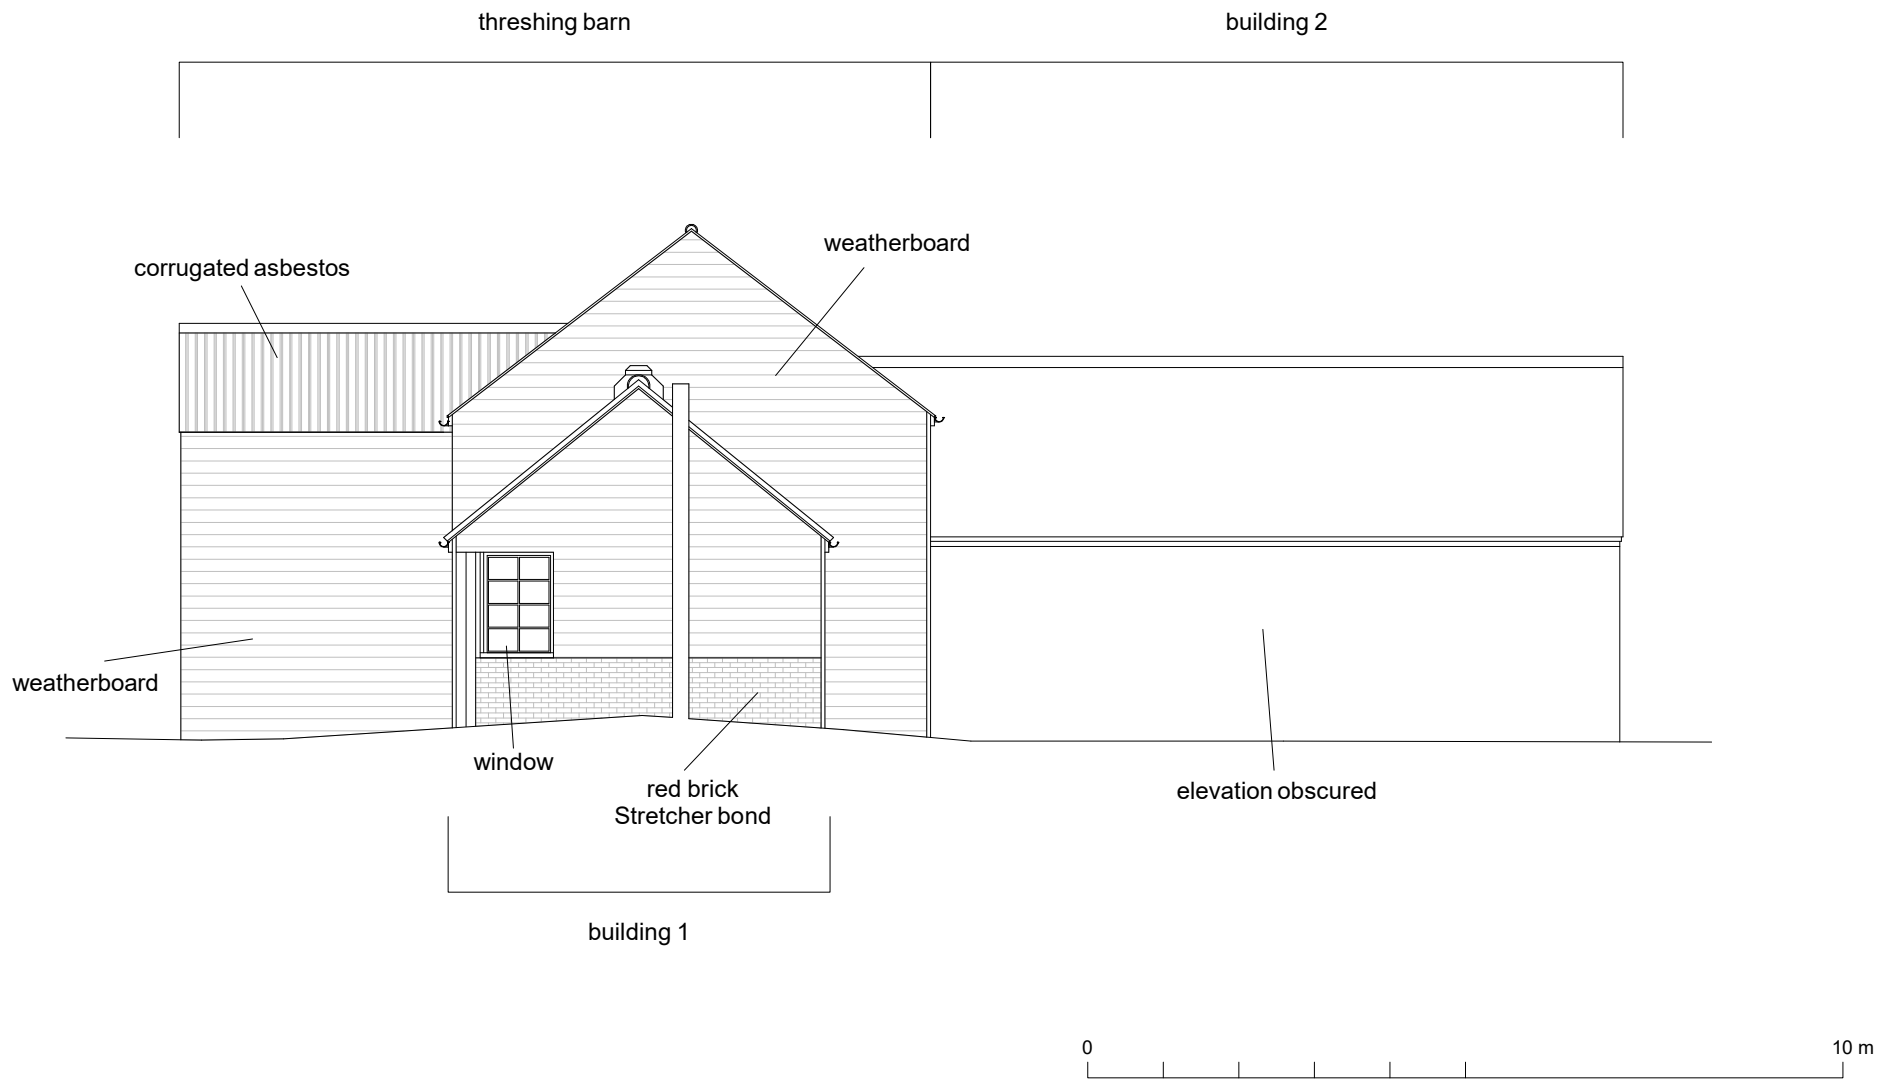 threshing barn
building 2
weatherboard
corrugated asbestos
weatherboard
window
red brick
Stretcher bond
elevation obscured
building 1
0
10 m